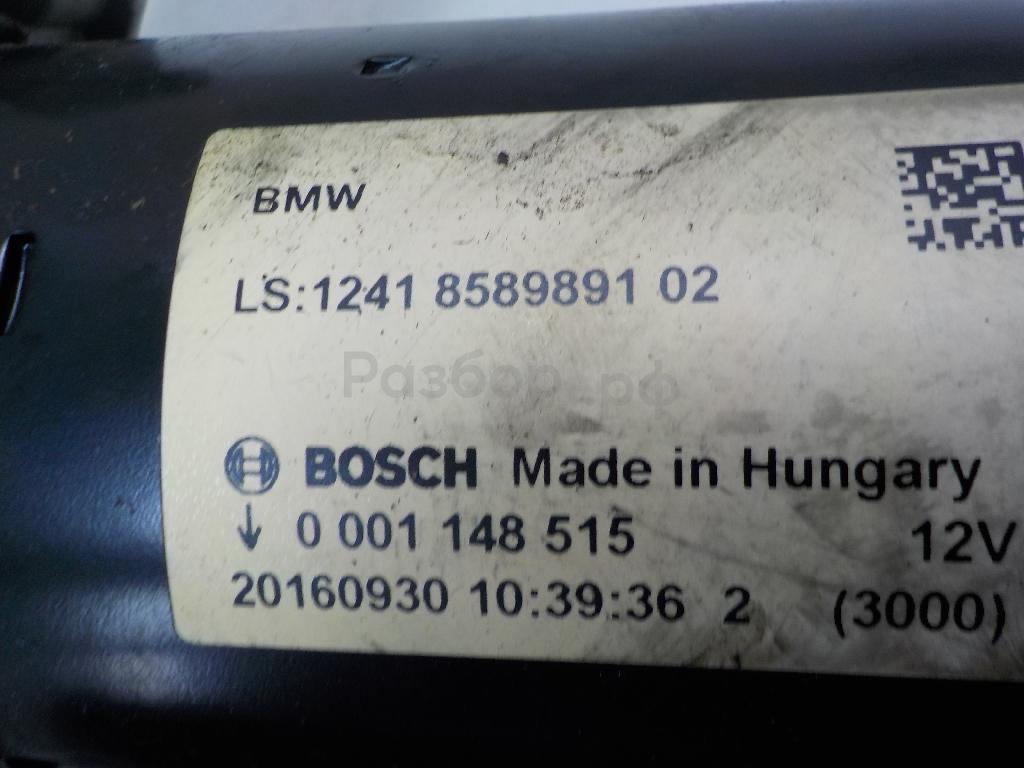 BMW
LS:1241 8589891 02
Разбор.рф
BOSCH Made in Hungary
↓ 0 001 148 515 12V
20160930 10:39:36 2 (3000)